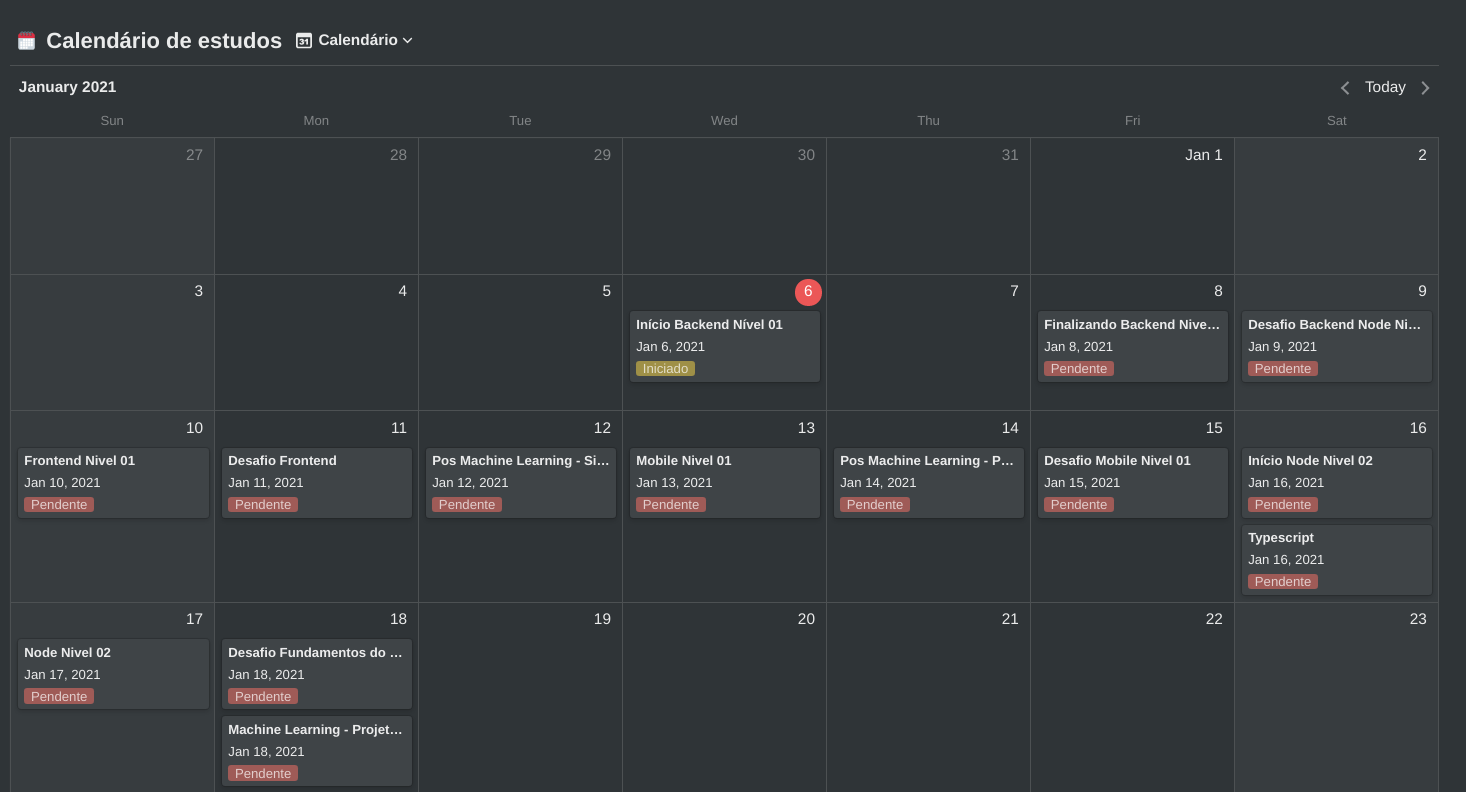 Calendário de estudos 31 Calendário
January 2021 Today
Sun Mon Tue Wed Thu Fri Sat
27 28 29 30 31 Jan 1 2
3 4 5 6 7 8 9
Início Backend Nível 01
Jan 6, 2021
Iniciado
Finalizando Backend Nive...
Jan 8, 2021
Pendente
Desafio Backend Node Ni...
Jan 9, 2021
Pendente
10 11 12 13 14 15 16
Frontend Nivel 01
Jan 10, 2021
Pendente
Desafio Frontend
Jan 11, 2021
Pendente
Pos Machine Learning - Si...
Jan 12, 2021
Pendente
Mobile Nivel 01
Jan 13, 2021
Pendente
Pos Machine Learning - P...
Jan 14, 2021
Pendente
Desafio Mobile Nivel 01
Jan 15, 2021
Pendente
Início Node Nivel 02
Jan 16, 2021
Pendente
Typescript
Jan 16, 2021
Pendente
17 18 19 20 21 22 23
Node Nivel 02
Jan 17, 2021
Pendente
Desafio Fundamentos do ...
Jan 18, 2021
Pendente
Machine Learning - Projet...
Jan 18, 2021
Pendente